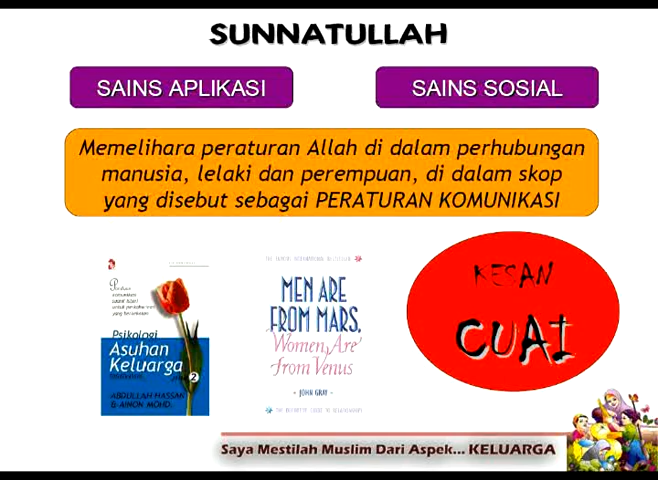 SUNNATULLAH
SAINS APLIKASI
SAINS SOSIAL
Memelihara peraturan Allah di dalam perhubungan
manusia, lelaki dan perempuan, di dalam skop
yang disebut sebagai PERATURAN KOMUNIKASI
Psikologi
Asuhan
Keluarga
2
ABDULLAH HASSAN
& AINON MOHD.
MEN ARE
FROM MARS,
Women Are
from Venus
JOHN GRAY
KESAN
CUAI
Saya Mestilah Muslim Dari Aspek... KELUARGA